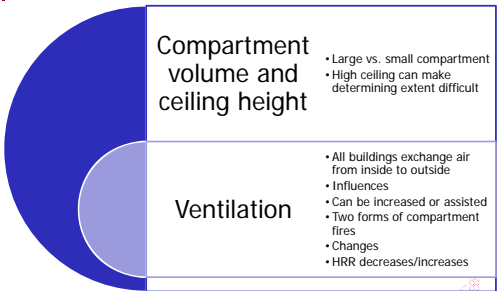 Compartment
volume and
ceiling height
• Large vs. small compartment
• High ceiling can make
determining extent difficult
Ventilation
• All buildings exchange air
from inside to outside
• Influences
• Can be increased or assisted
• Two forms of compartment
fires
• Changes
• HRR decreases/increases